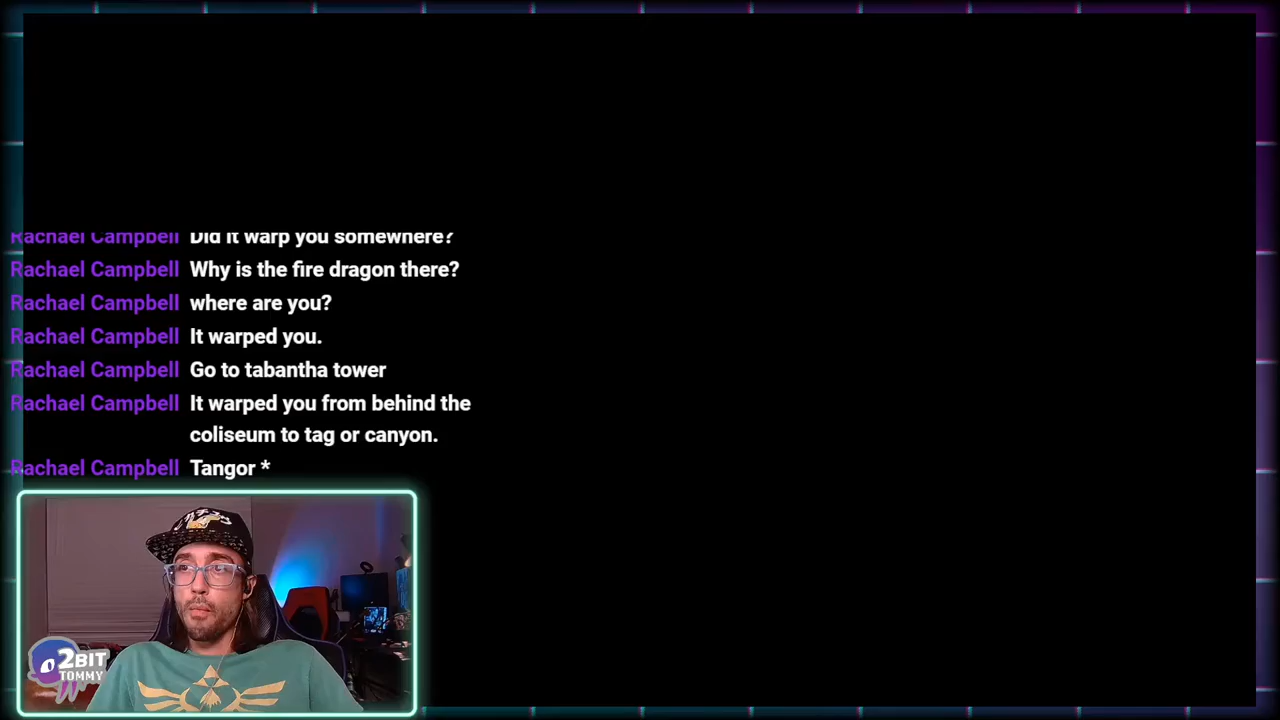 Rachael Campbell Did it warp you somewhere?
Rachael Campbell Why is the fire dragon there?
Rachael Campbell where are you?
Rachael Campbell It warped you.
Rachael Campbell Go to tabantha tower
Rachael Campbell It warped you from behind the
coliseum to tag or canyon.
Rachael Campbell Tangor *
2BIT
TOMMY